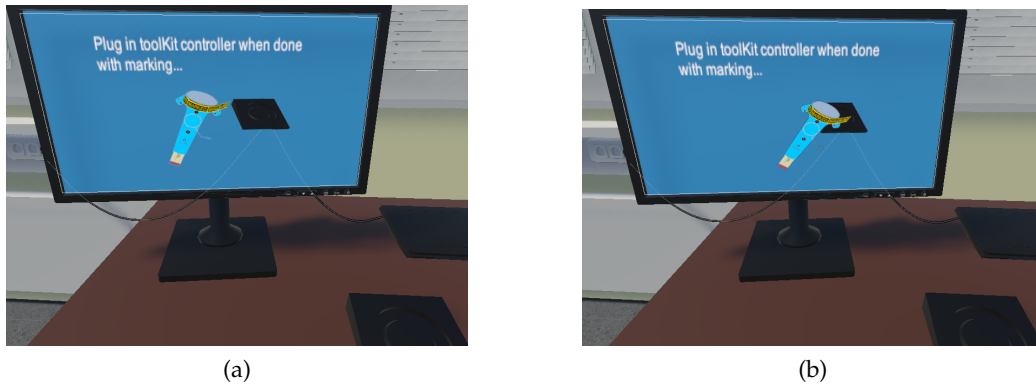 Plug in toolKit controller when done
with marking...
Plug in toolKit controller when done
with marking...
(a)
(b)